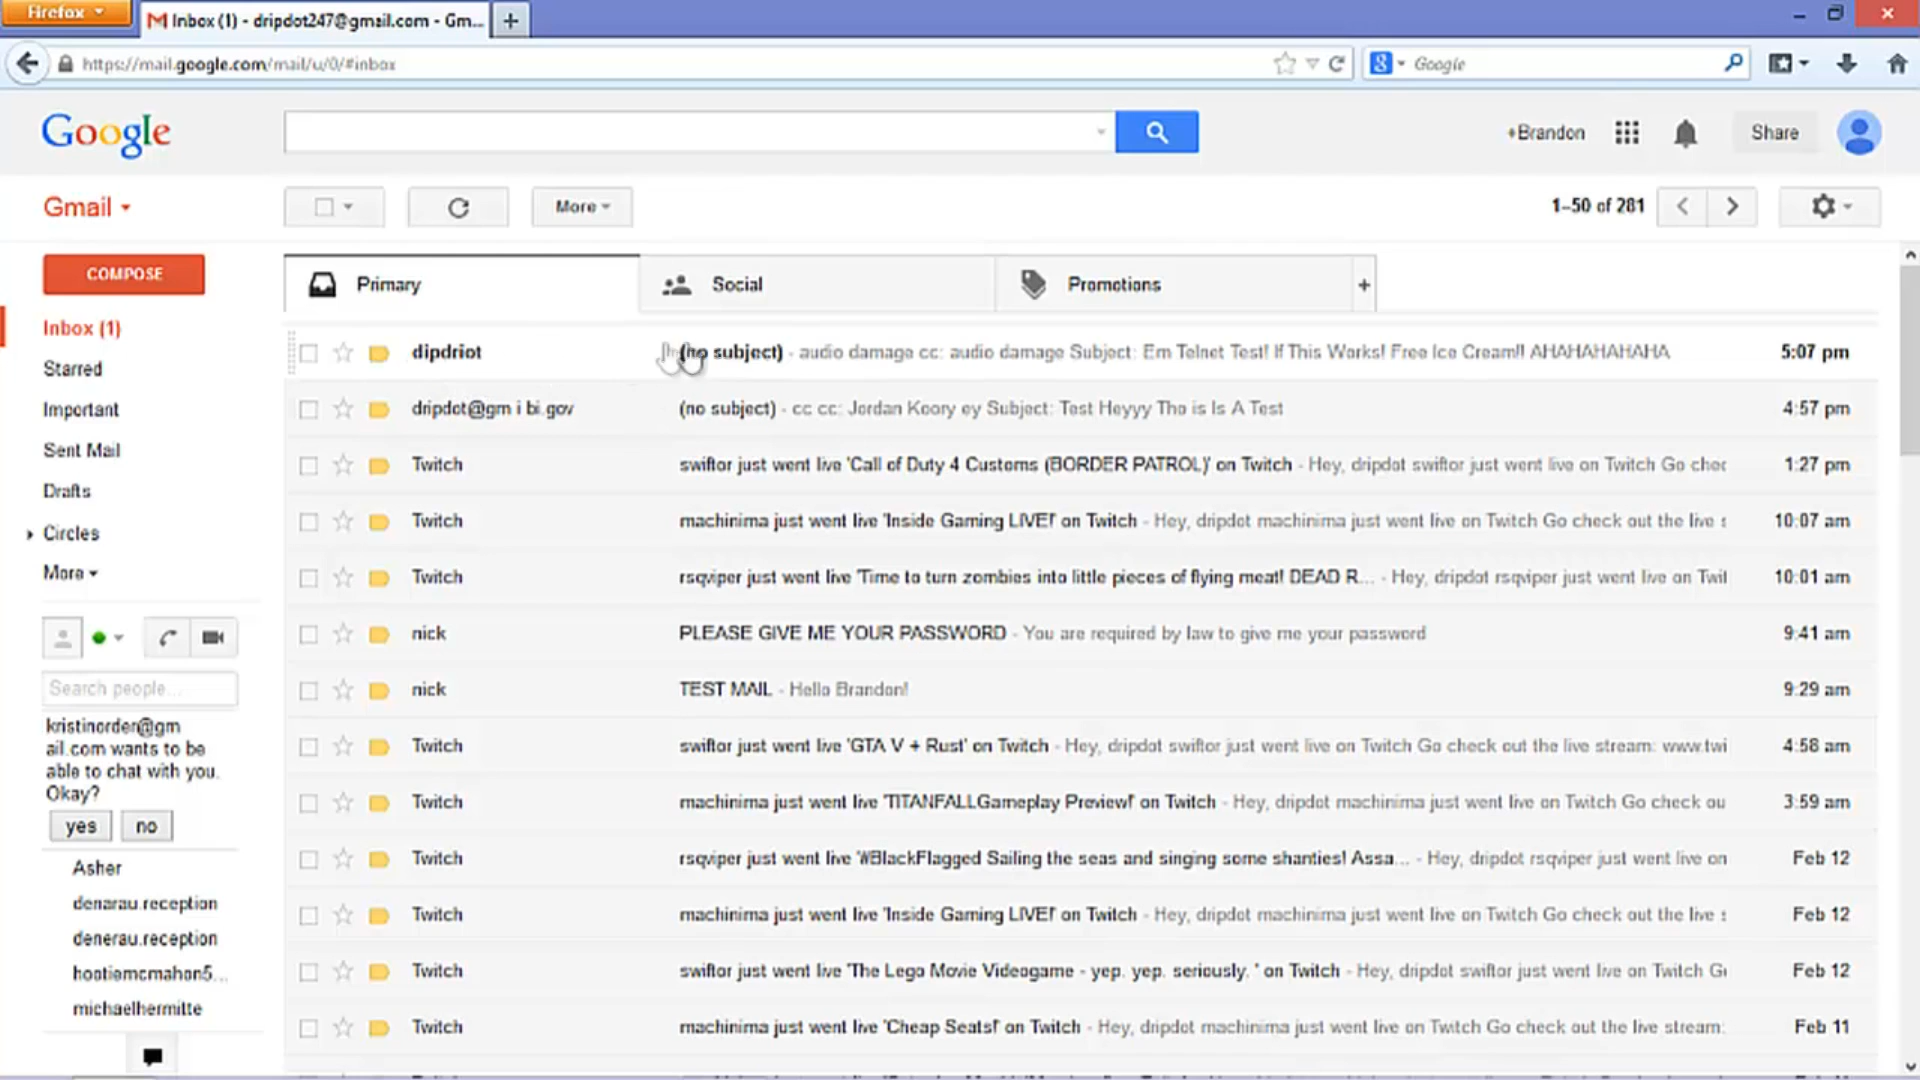 Firefox
Inbox (1) - dripdot247@gmail.com - Gm...
https://mail.google.com/mail/u/0/#inbox
Google
Google
+Brandon
Share
Gmail
More
1–50 of 281
COMPOSE
Primary
Social
Promotions
Inbox (1)
Starred
Important
Sent Mail
Drafts
Circles
More
Search people...
kristinorder@gm
ail.com wants to be
able to chat with you.
Okay?
yes
no
Asher
denarau.reception
denerau.reception
hootiemcmahon5...
michaelhermitte
dipdriot (no subject) - audio damage cc: audio damage Subject: Em Telnet Test! If This Works! Free Ice Cream!! AHAHAHAHAHA 5:07 pm
dripdot@gm i bi.gov (no subject) - cc cc: Jordan Koory ey Subject: Test Heyyy Tho is Is A Test 4:57 pm
Twitch swiftor just went live 'Call of Duty 4 Customs (BORDER PATROL)' on Twitch - Hey, dripdot swiftor just went live on Twitch Go chec 1:27 pm
Twitch machinima just went live 'Inside Gaming LIVE!' on Twitch - Hey, dripdot machinima just went live on Twitch Go check out the live s 10:07 am
Twitch rsqviper just went live 'Time to turn zombies into little pieces of flying meat! DEAD R... - Hey, dripdot rsqviper just went live on Twit 10:01 am
nick PLEASE GIVE ME YOUR PASSWORD - You are required by law to give me your password 9:41 am
nick TEST MAIL - Hello Brandon! 9:29 am
Twitch swiftor just went live 'GTA V + Rust' on Twitch - Hey, dripdot swiftor just went live on Twitch Go check out the live stream: www.twi 4:58 am
Twitch machinima just went live 'TITANFALLGameplay Preview!' on Twitch - Hey, dripdot machinima just went live on Twitch Go check ou 3:59 am
Twitch rsqviper just went live '#BlackFlagged Sailing the seas and singing some shanties! Assa... - Hey, dripdot rsqviper just went live on Feb 12
Twitch machinima just went live 'Inside Gaming LIVE!' on Twitch - Hey, dripdot machinima just went live on Twitch Go check out the live s Feb 12
Twitch swiftor just went live 'The Lego Movie Videogame - yep. yep. seriously. ' on Twitch - Hey, dripdot swiftor just went live on Twitch G Feb 12
Twitch machinima just went live 'Cheap Seats!' on Twitch - Hey, dripdot machinima just went live on Twitch Go check out the live stream: Feb 11